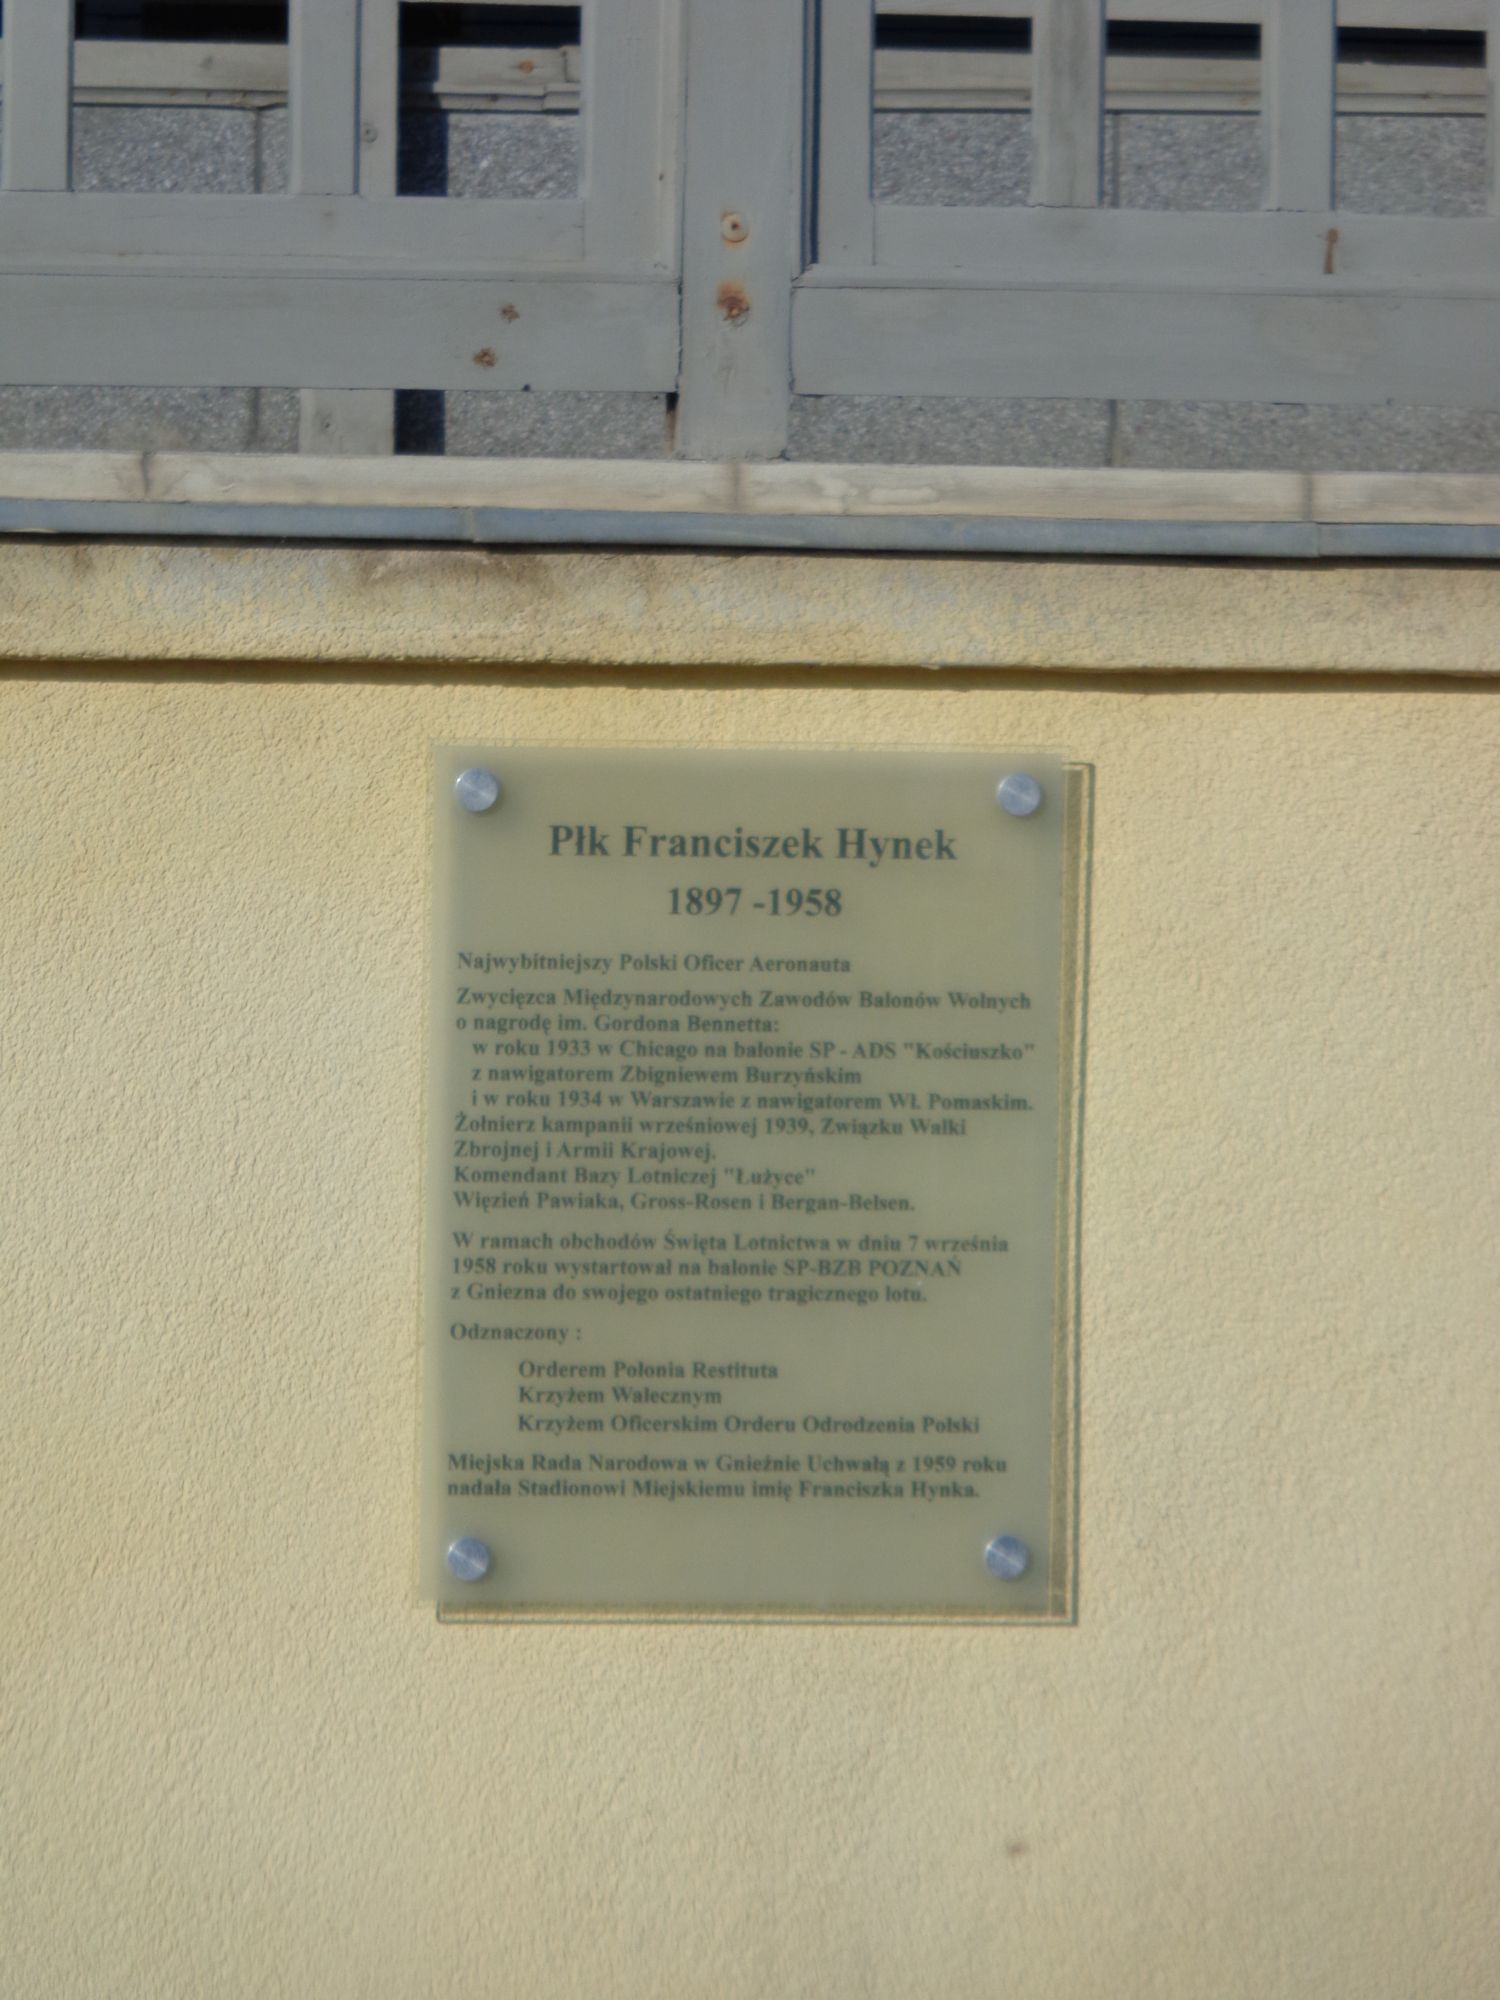 Płk Franciszek Hynek
1897 -1958
Najwybitniejszy Polski Oficer Aeronauta
Zwycięzca Międzynarodowych Zawodów Balonów Wolnych
o nagrodę im. Gordona Bennetta:
w roku 1933 w Chicago na balonie SP - ADS "Kościuszko"
z nawigatorem Zbigniewem Burzyńskim
i w roku 1934 w Warszawie z nawigatorem Wł. Pomaskim.
Żołnierz kampanii wrześniowej 1939, Związku Walki
Zbrojnej i Armii Krajowej.
Komendant Bazy Lotniczej "Łużyce"
Więzień Pawiaka, Gross-Rosen i Bergan-Belsen.
W ramach obchodów Święta Lotnictwa w dniu 7 września
1958 roku wystartował na balonie SP-BZB POZNAŃ
z Gniezna do swojego ostatniego tragicznego lotu.
Odznaczony :
Orderem Polonia Restituta
Krzyżem Walecznym
Krzyżem Oficerskim Orderu Odrodzenia Polski
Miejska Rada Narodowa w Gnieźnie Uchwałą z 1959 roku
nadała Stadionowi Miejskiemu imię Franciszka Hynka.